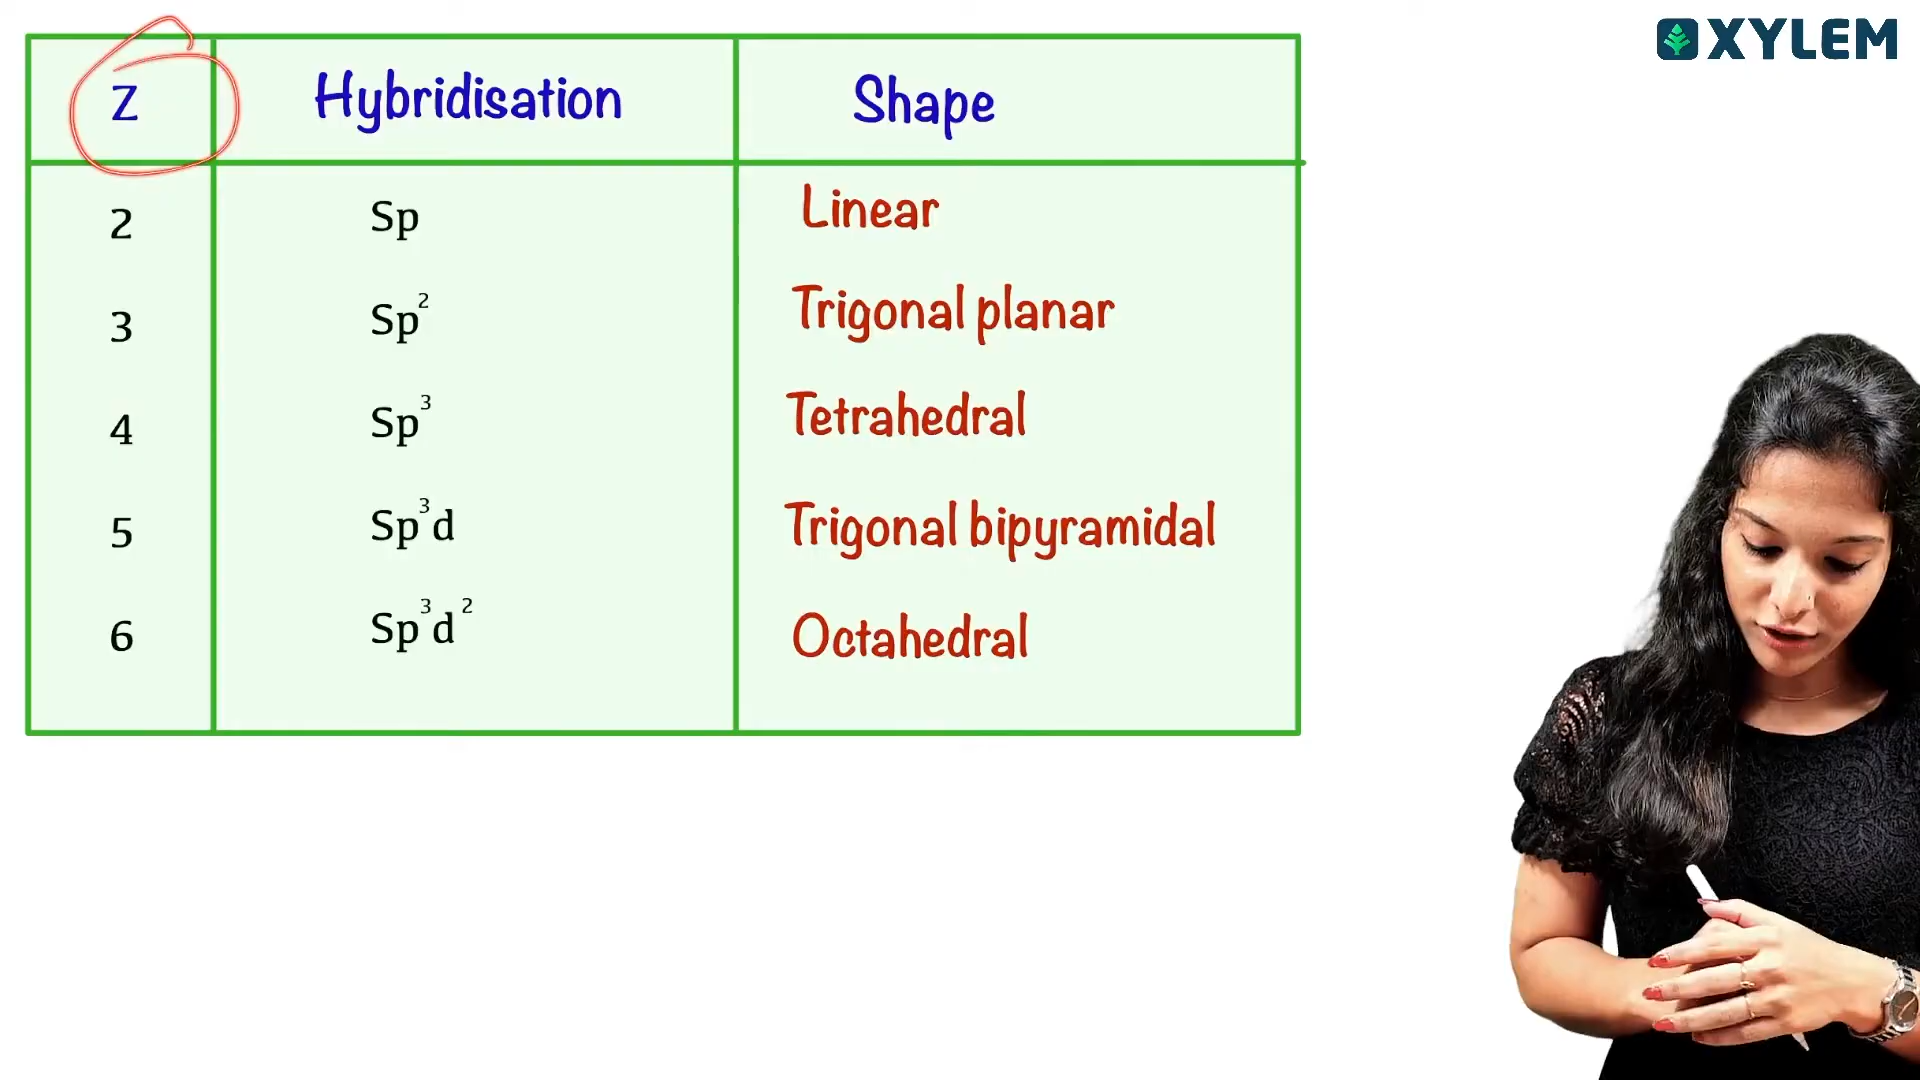 XYLEM
Z Hybridisation Shape
2 Sp Linear
3 Sp² Trigonal planar
4 Sp³ Tetrahedral
5 Sp³d Trigonal bipyramidal
6 Sp³d² Octahedral